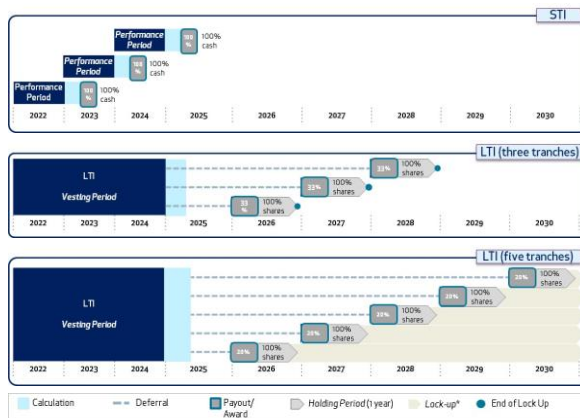 STI
Performance
Period
100
%
100%
cash
Performance
Period
100
%
100%
cash
Performance
Period
100
%
100%
cash
2022 2023 2024 2025 2026 2027 2028 2029 2030
LTI (three tranches)
LTI
Vesting Period
33%
100%
shares
33%
100%
shares
33
%
100%
shares
2022 2023 2024 2025 2026 2027 2028 2029 2030
LTI (five tranches)
LTI
Vesting Period
20%
100%
shares
20%
100%
shares
20%
100%
shares
20%
100%
shares
20%
100%
shares
2022 2023 2024 2025 2026 2027 2028 2029 2030
Calculation
Deferral
Payout/
Award
Holding Period (1 year)
Lock-up*
End of Lock Up